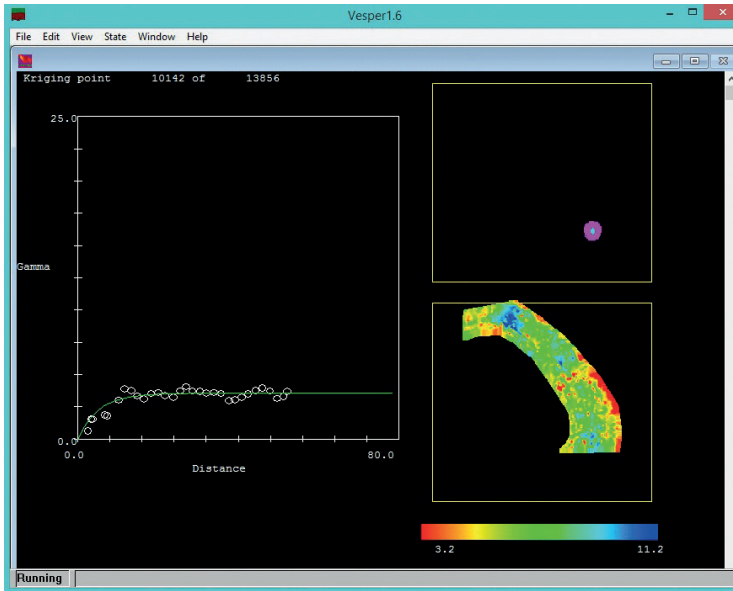 Vesper1.6
File Edit View State Window Help
Kriging point 10142 of 13856
25.0
Gamma
0.0
0.0 80.0
Distance
3.2 11.2
Running